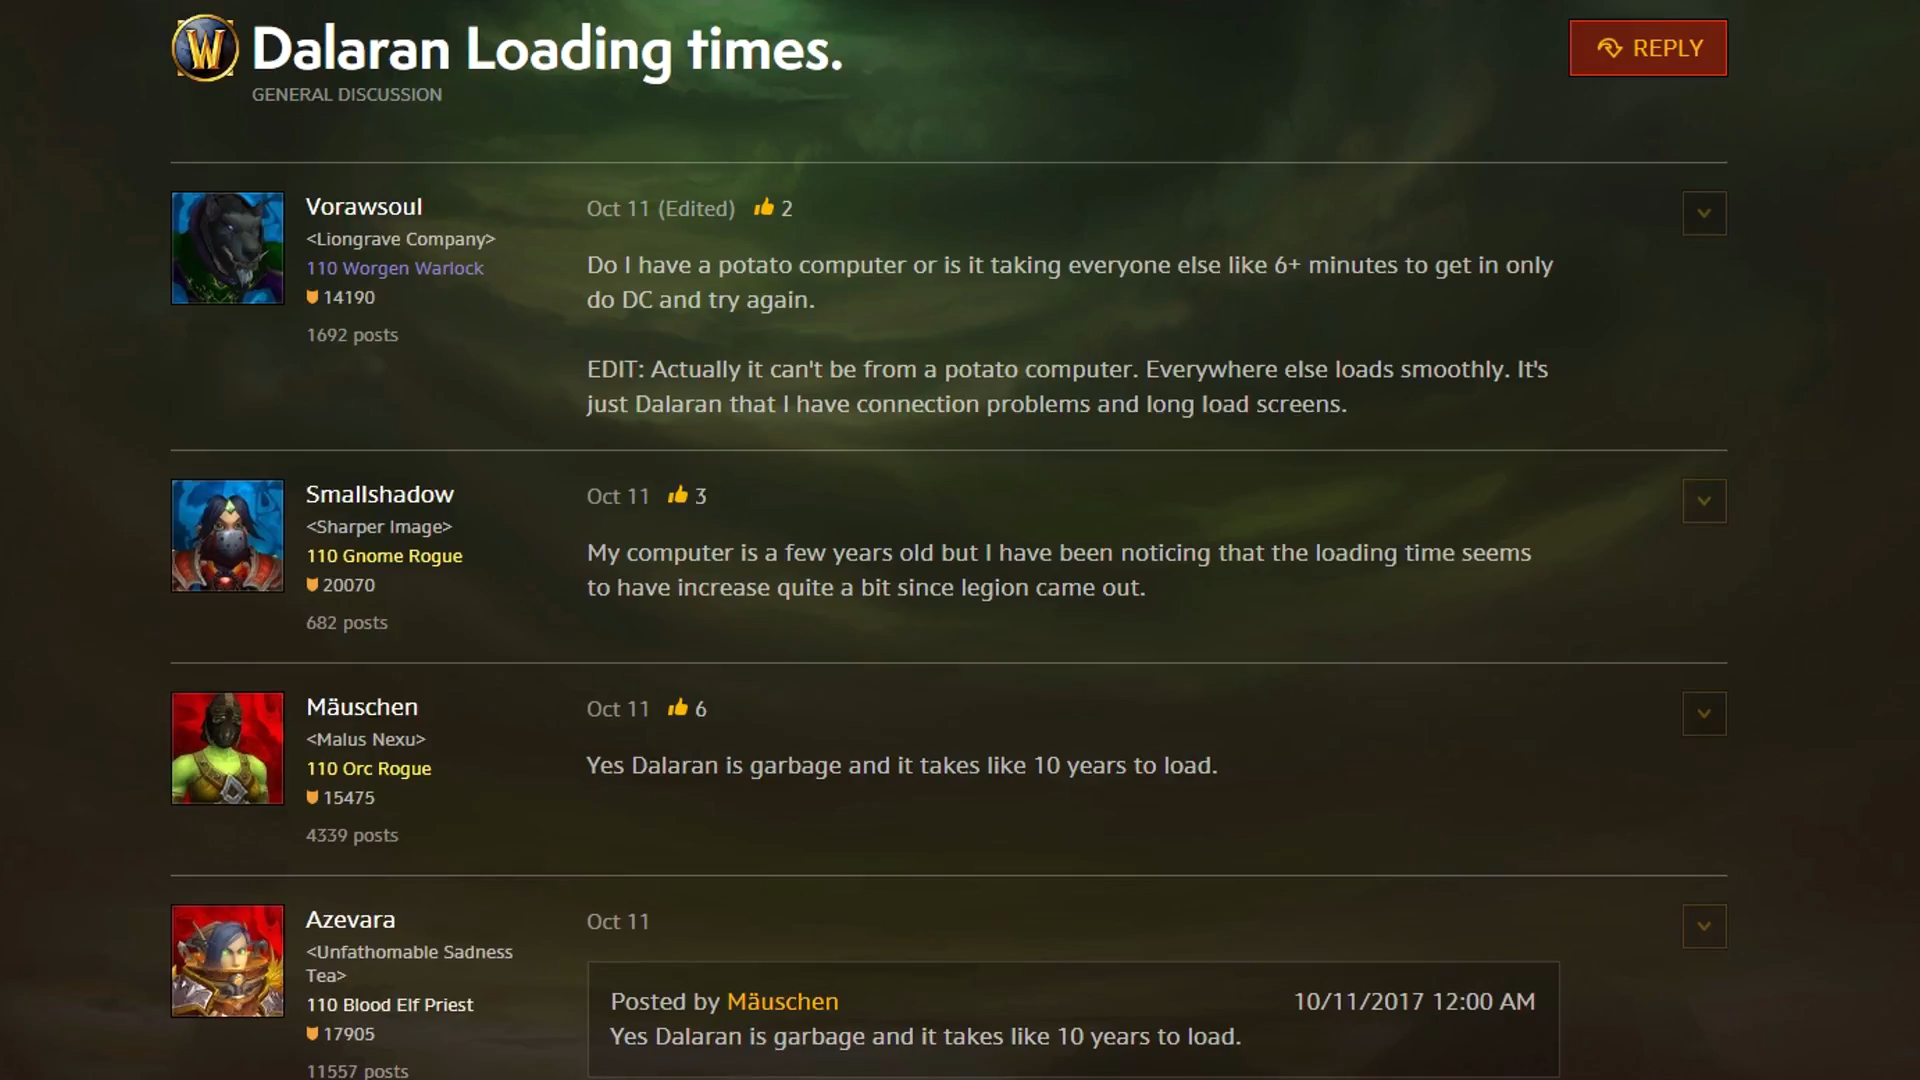 Dalaran Loading times.
GENERAL DISCUSSION
REPLY
Vorawsoul
<Liongrave Company>
110 Worgen Warlock
14190
1692 posts
Oct 11 (Edited) 2
Do I have a potato computer or is it taking everyone else like 6+ minutes to get in only
do DC and try again.
EDIT: Actually it can't be from a potato computer. Everywhere else loads smoothly. It's
just Dalaran that I have connection problems and long load screens.
Smallshadow
<Sharper Image>
110 Gnome Rogue
20070
682 posts
Oct 11 3
My computer is a few years old but I have been noticing that the loading time seems
to have increase quite a bit since legion came out.
Mäuschen
<Malus Nexu>
110 Orc Rogue
15475
4339 posts
Oct 11 6
Yes Dalaran is garbage and it takes like 10 years to load.
Azevara
<Unfathomable Sadness
Tea>
110 Blood Elf Priest
17905
11557 posts
Oct 11
Posted by Mäuschen 10/11/2017 12:00 AM
Yes Dalaran is garbage and it takes like 10 years to load.